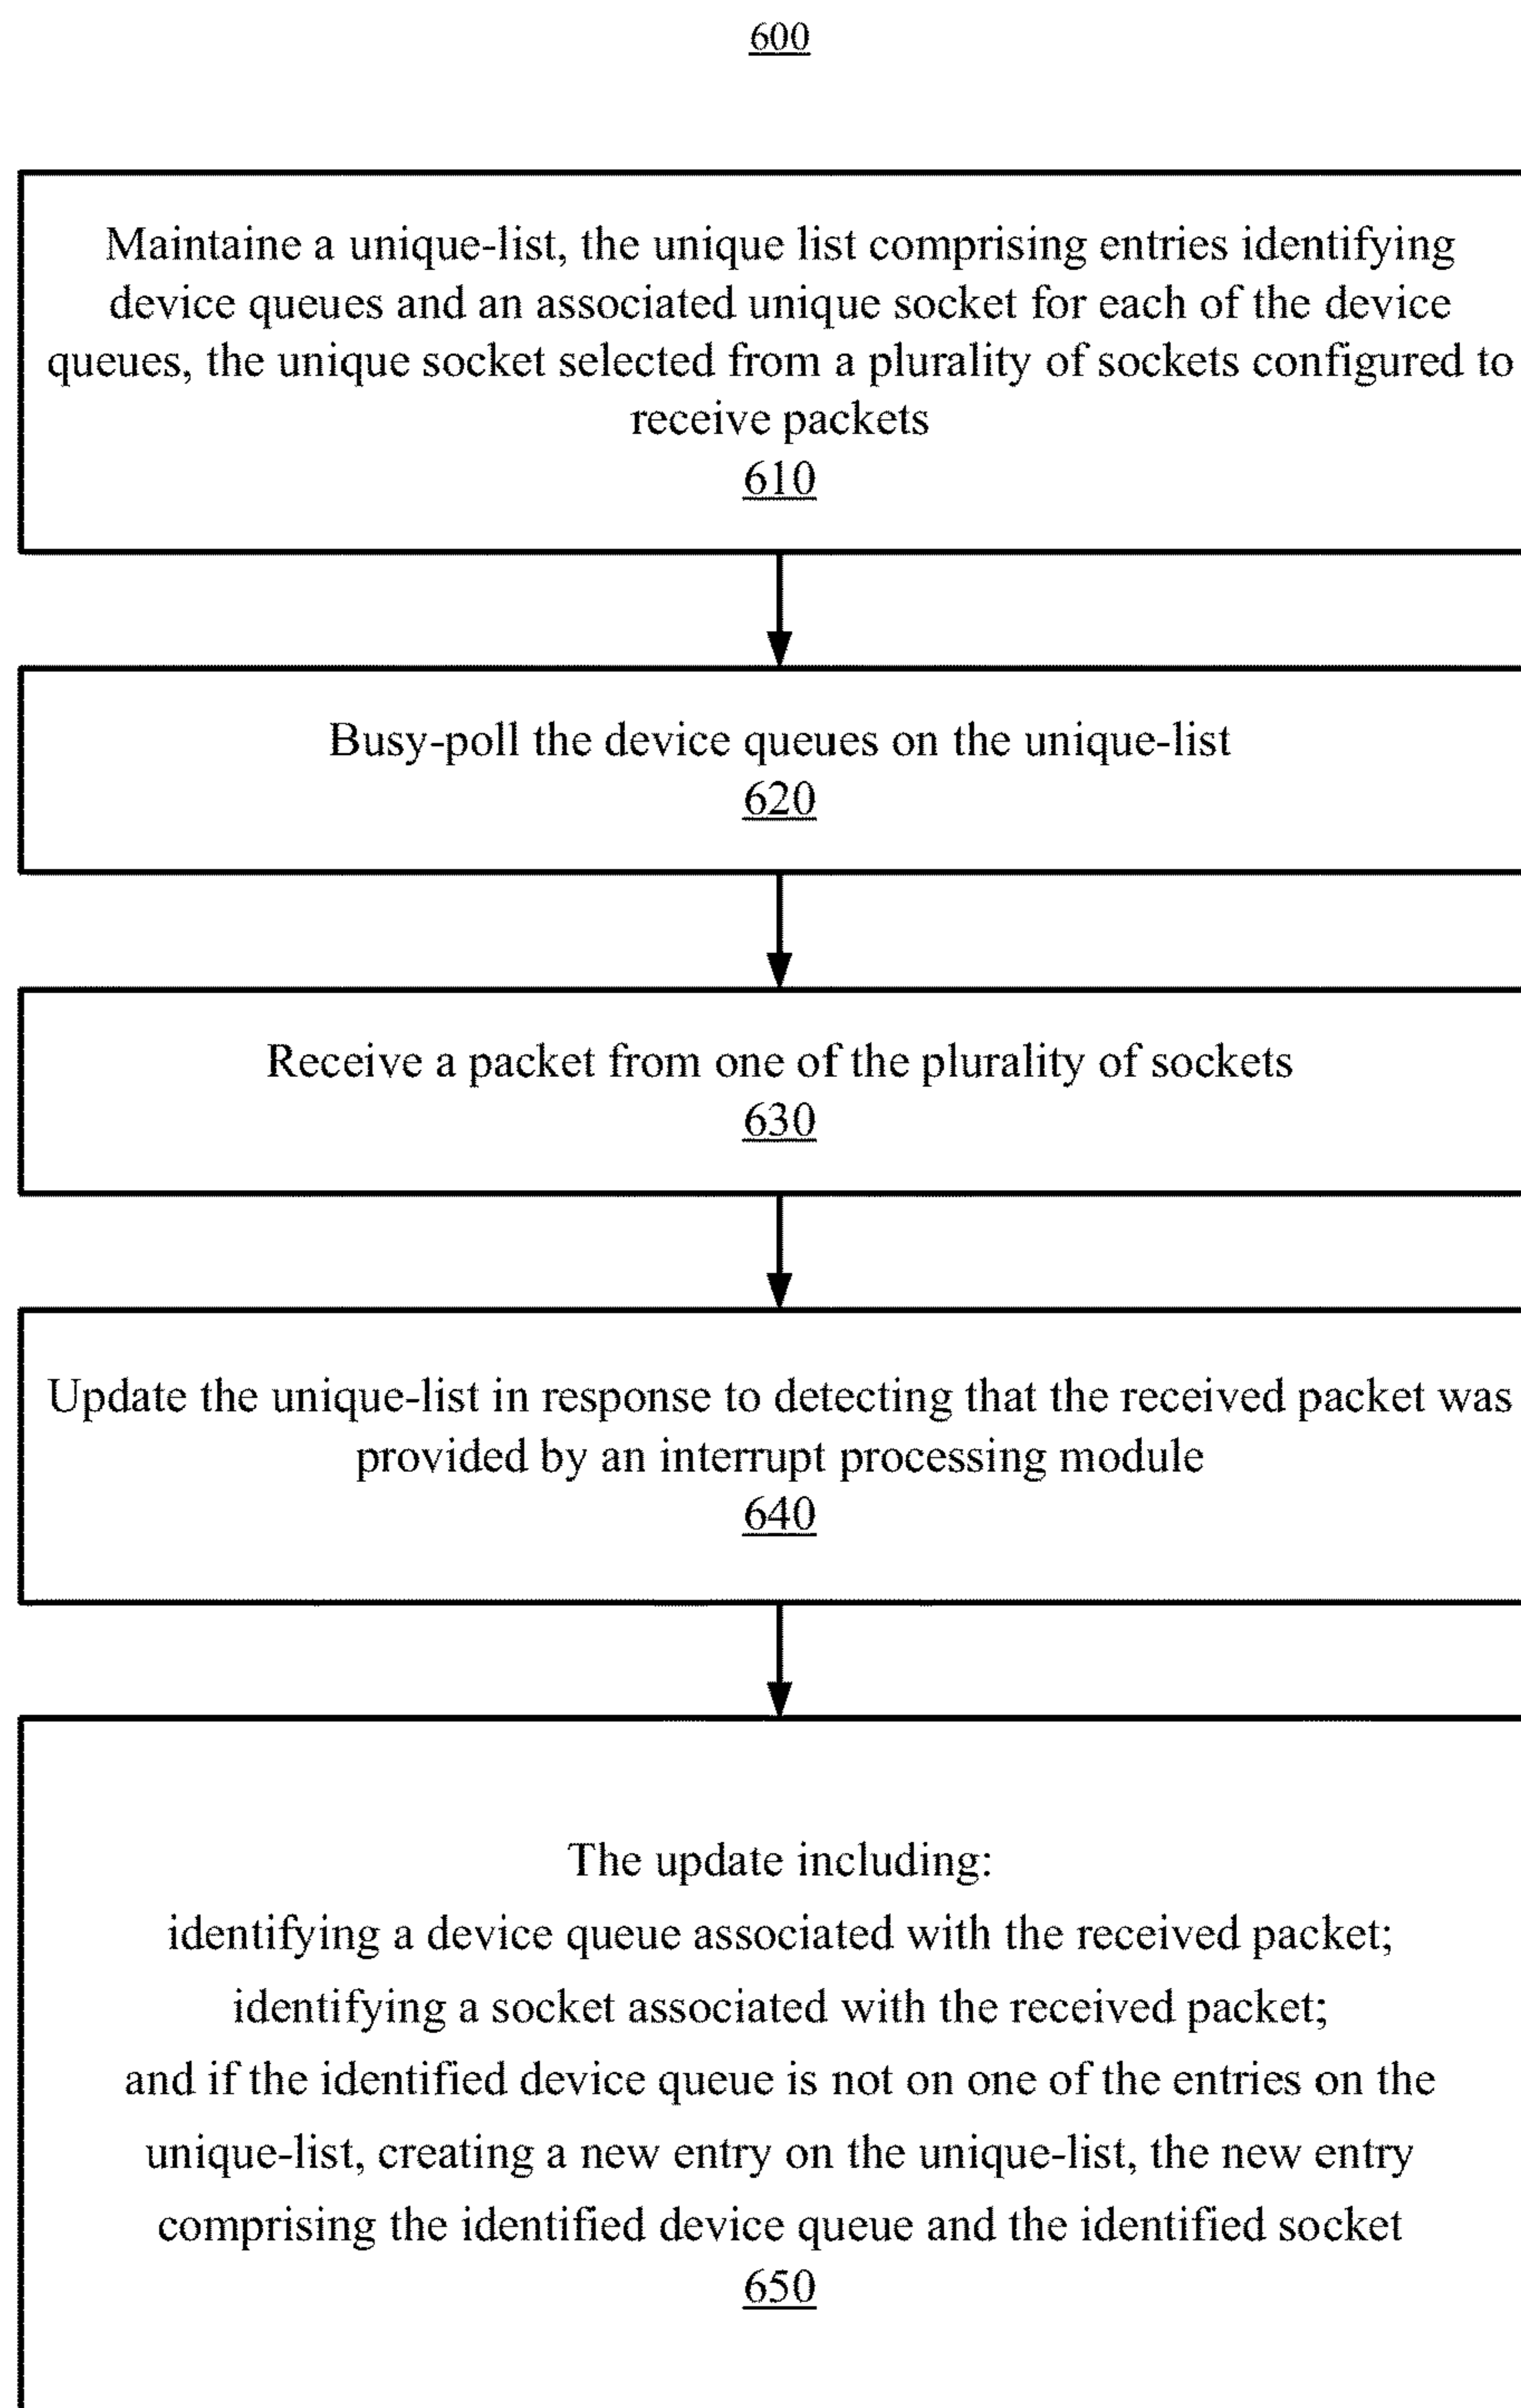 600
Maintaine a unique-list, the unique list comprising entries identifying
device queues and an associated unique socket for each of the device
queues, the unique socket selected from a plurality of sockets configured to
receive packets
610
Busy-poll the device queues on the unique-list
620
Receive a packet from one of the plurality of sockets
630
Update the unique-list in response to detecting that the received packet was
provided by an interrupt processing module
640
The update including:
identifying a device queue associated with the received packet;
identifying a socket associated with the received packet;
and if the identified device queue is not on one of the entries on the
unique-list, creating a new entry on the unique-list, the new entry
comprising the identified device queue and the identified socket
650